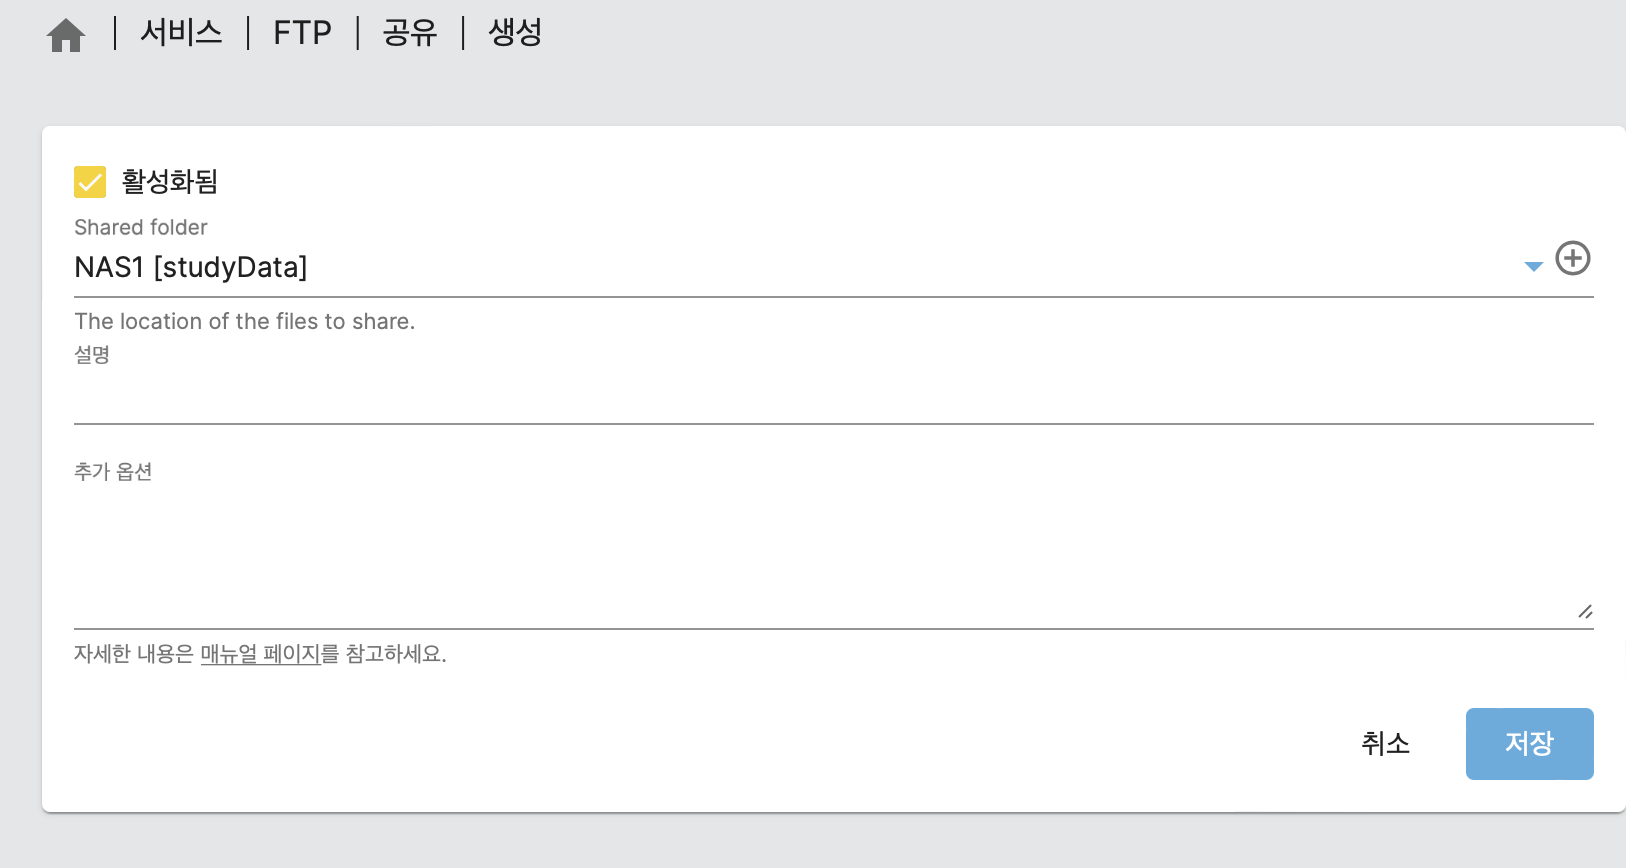 서비스 | FTP | 공유 | 생성
활성화됨
Shared folder
NAS1 [studyData]
The location of the files to share.
설명
추가 옵션
자세한 내용은 매뉴얼 페이지를 참고하세요.
취소 저장